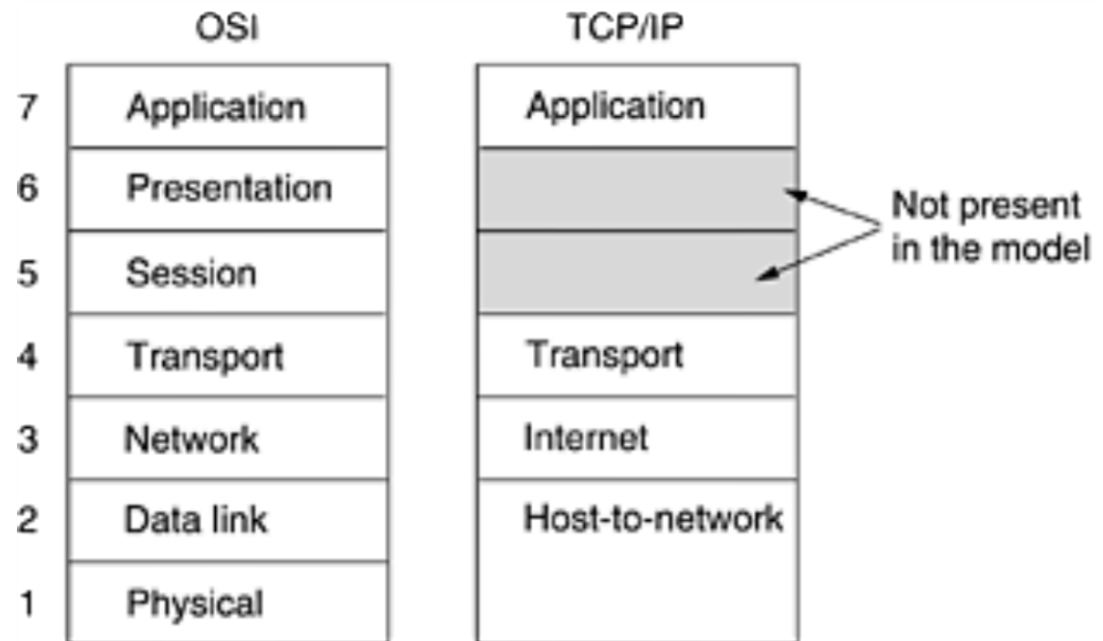 OSI TCP/IP
7 Application Application
6 Presentation
Not present
in the model
5 Session
4 Transport Transport
3 Network Internet
2 Data link Host-to-network
1 Physical